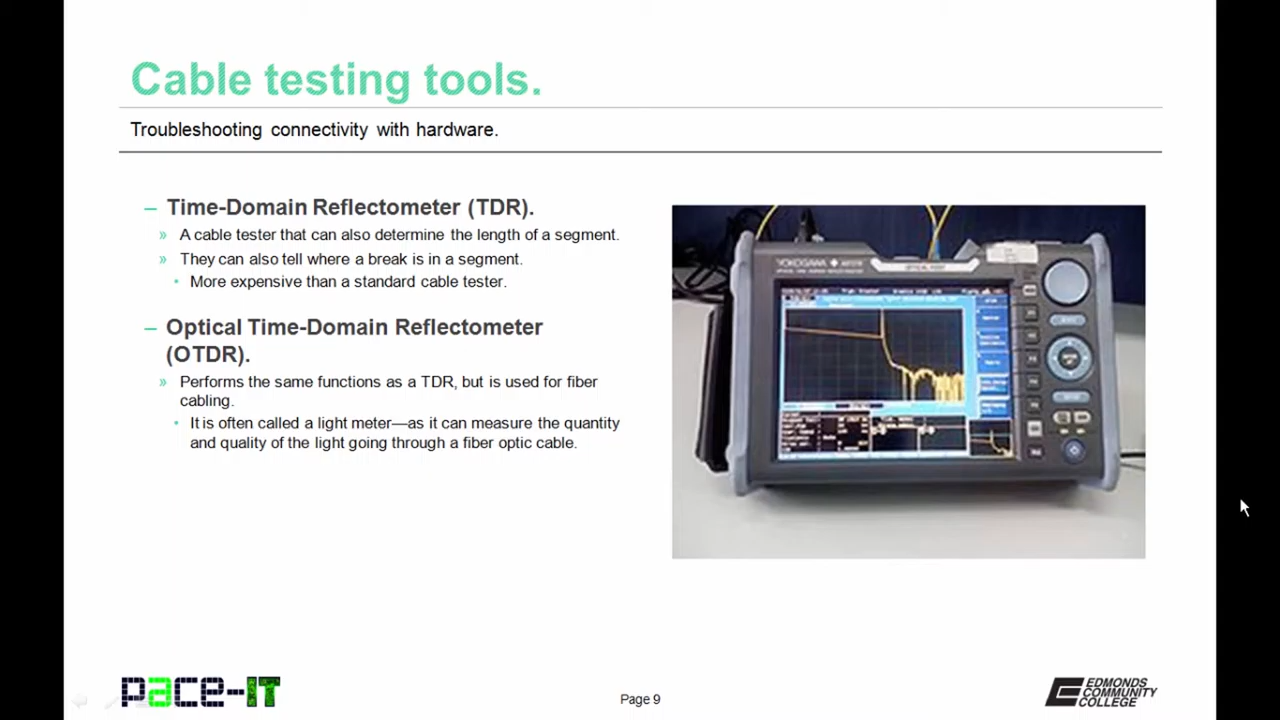 Cable testing tools.
Troubleshooting connectivity with hardware.
– Time-Domain Reflectometer (TDR).
» A cable tester that can also determine the length of a segment.
» They can also tell where a break is in a segment.
• More expensive than a standard cable tester.
– Optical Time-Domain Reflectometer
(OTDR).
» Performs the same functions as a TDR, but is used for fiber
cabling.
• It is often called a light meter—as it can measure the quantity
and quality of the light going through a fiber optic cable.
YOKOGAWA
pace-IT
Page 9
EDMONDS
COMMUNITY
COLLEGE